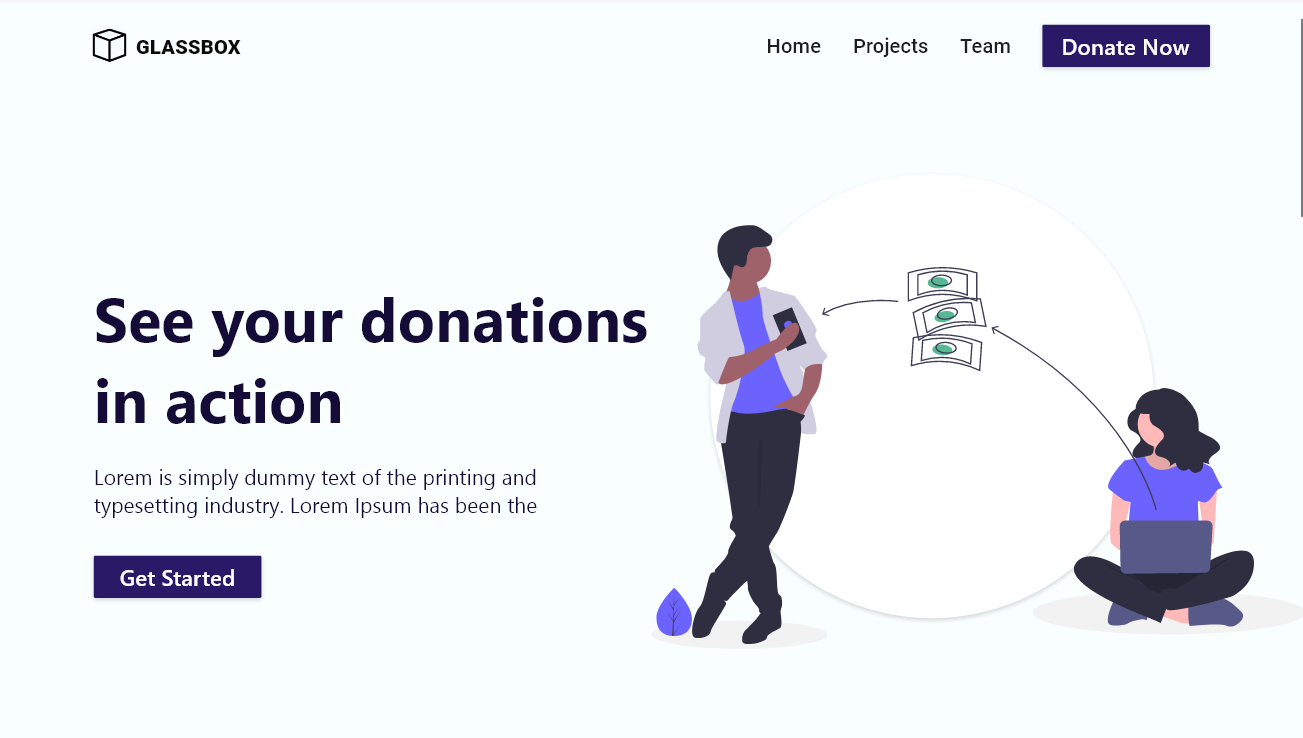 GLASSBOX
Home Projects Team Donate Now
See your donations
in action
Lorem is simply dummy text of the printing and
typesetting industry. Lorem Ipsum has been the
Get Started